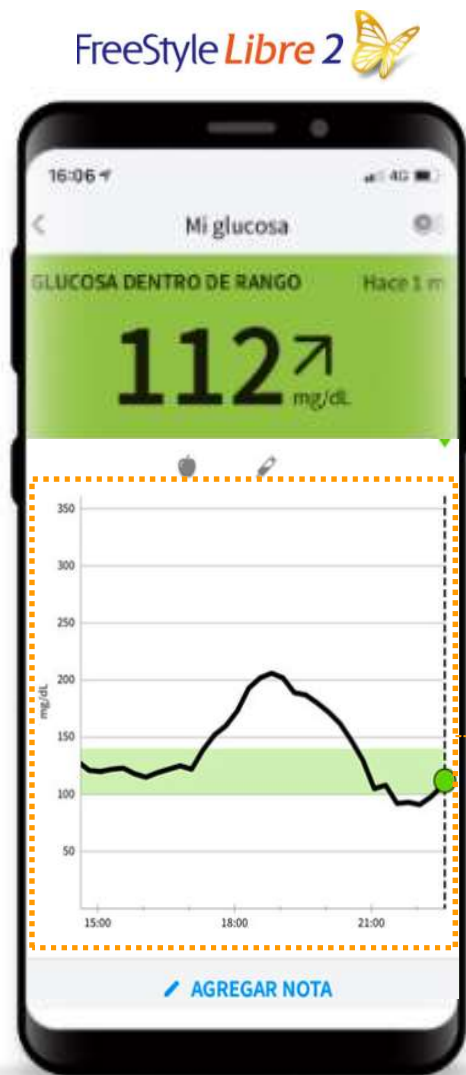 FreeStyle Libre 2
16:06 4G
Mi glucosa
GLUCOSA DENTRO DE RANGO Hace 1 m
112 mg/dL
350
300
250
200
mg/dL
150
100
50
15:00 18:00 21:00
AGREGAR NOTA